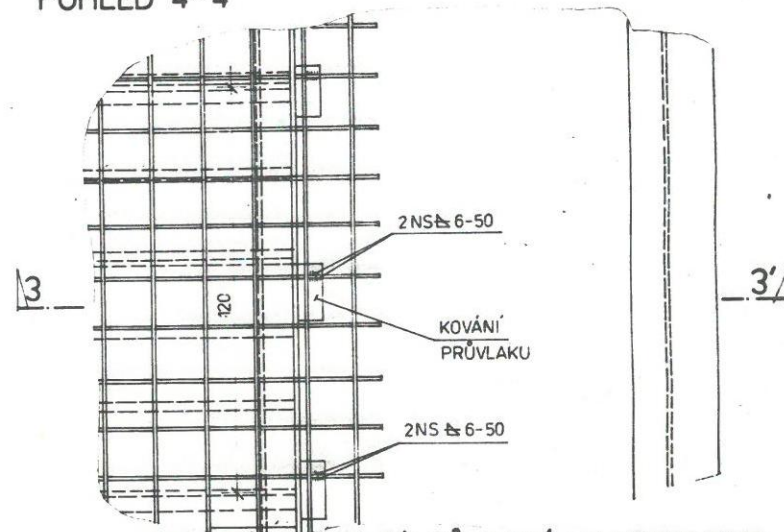 POHLED 4-4'
2NS 6-50
3
3'
120
KOVÁNÍ
PRŮVLAKU
2NS 6-50